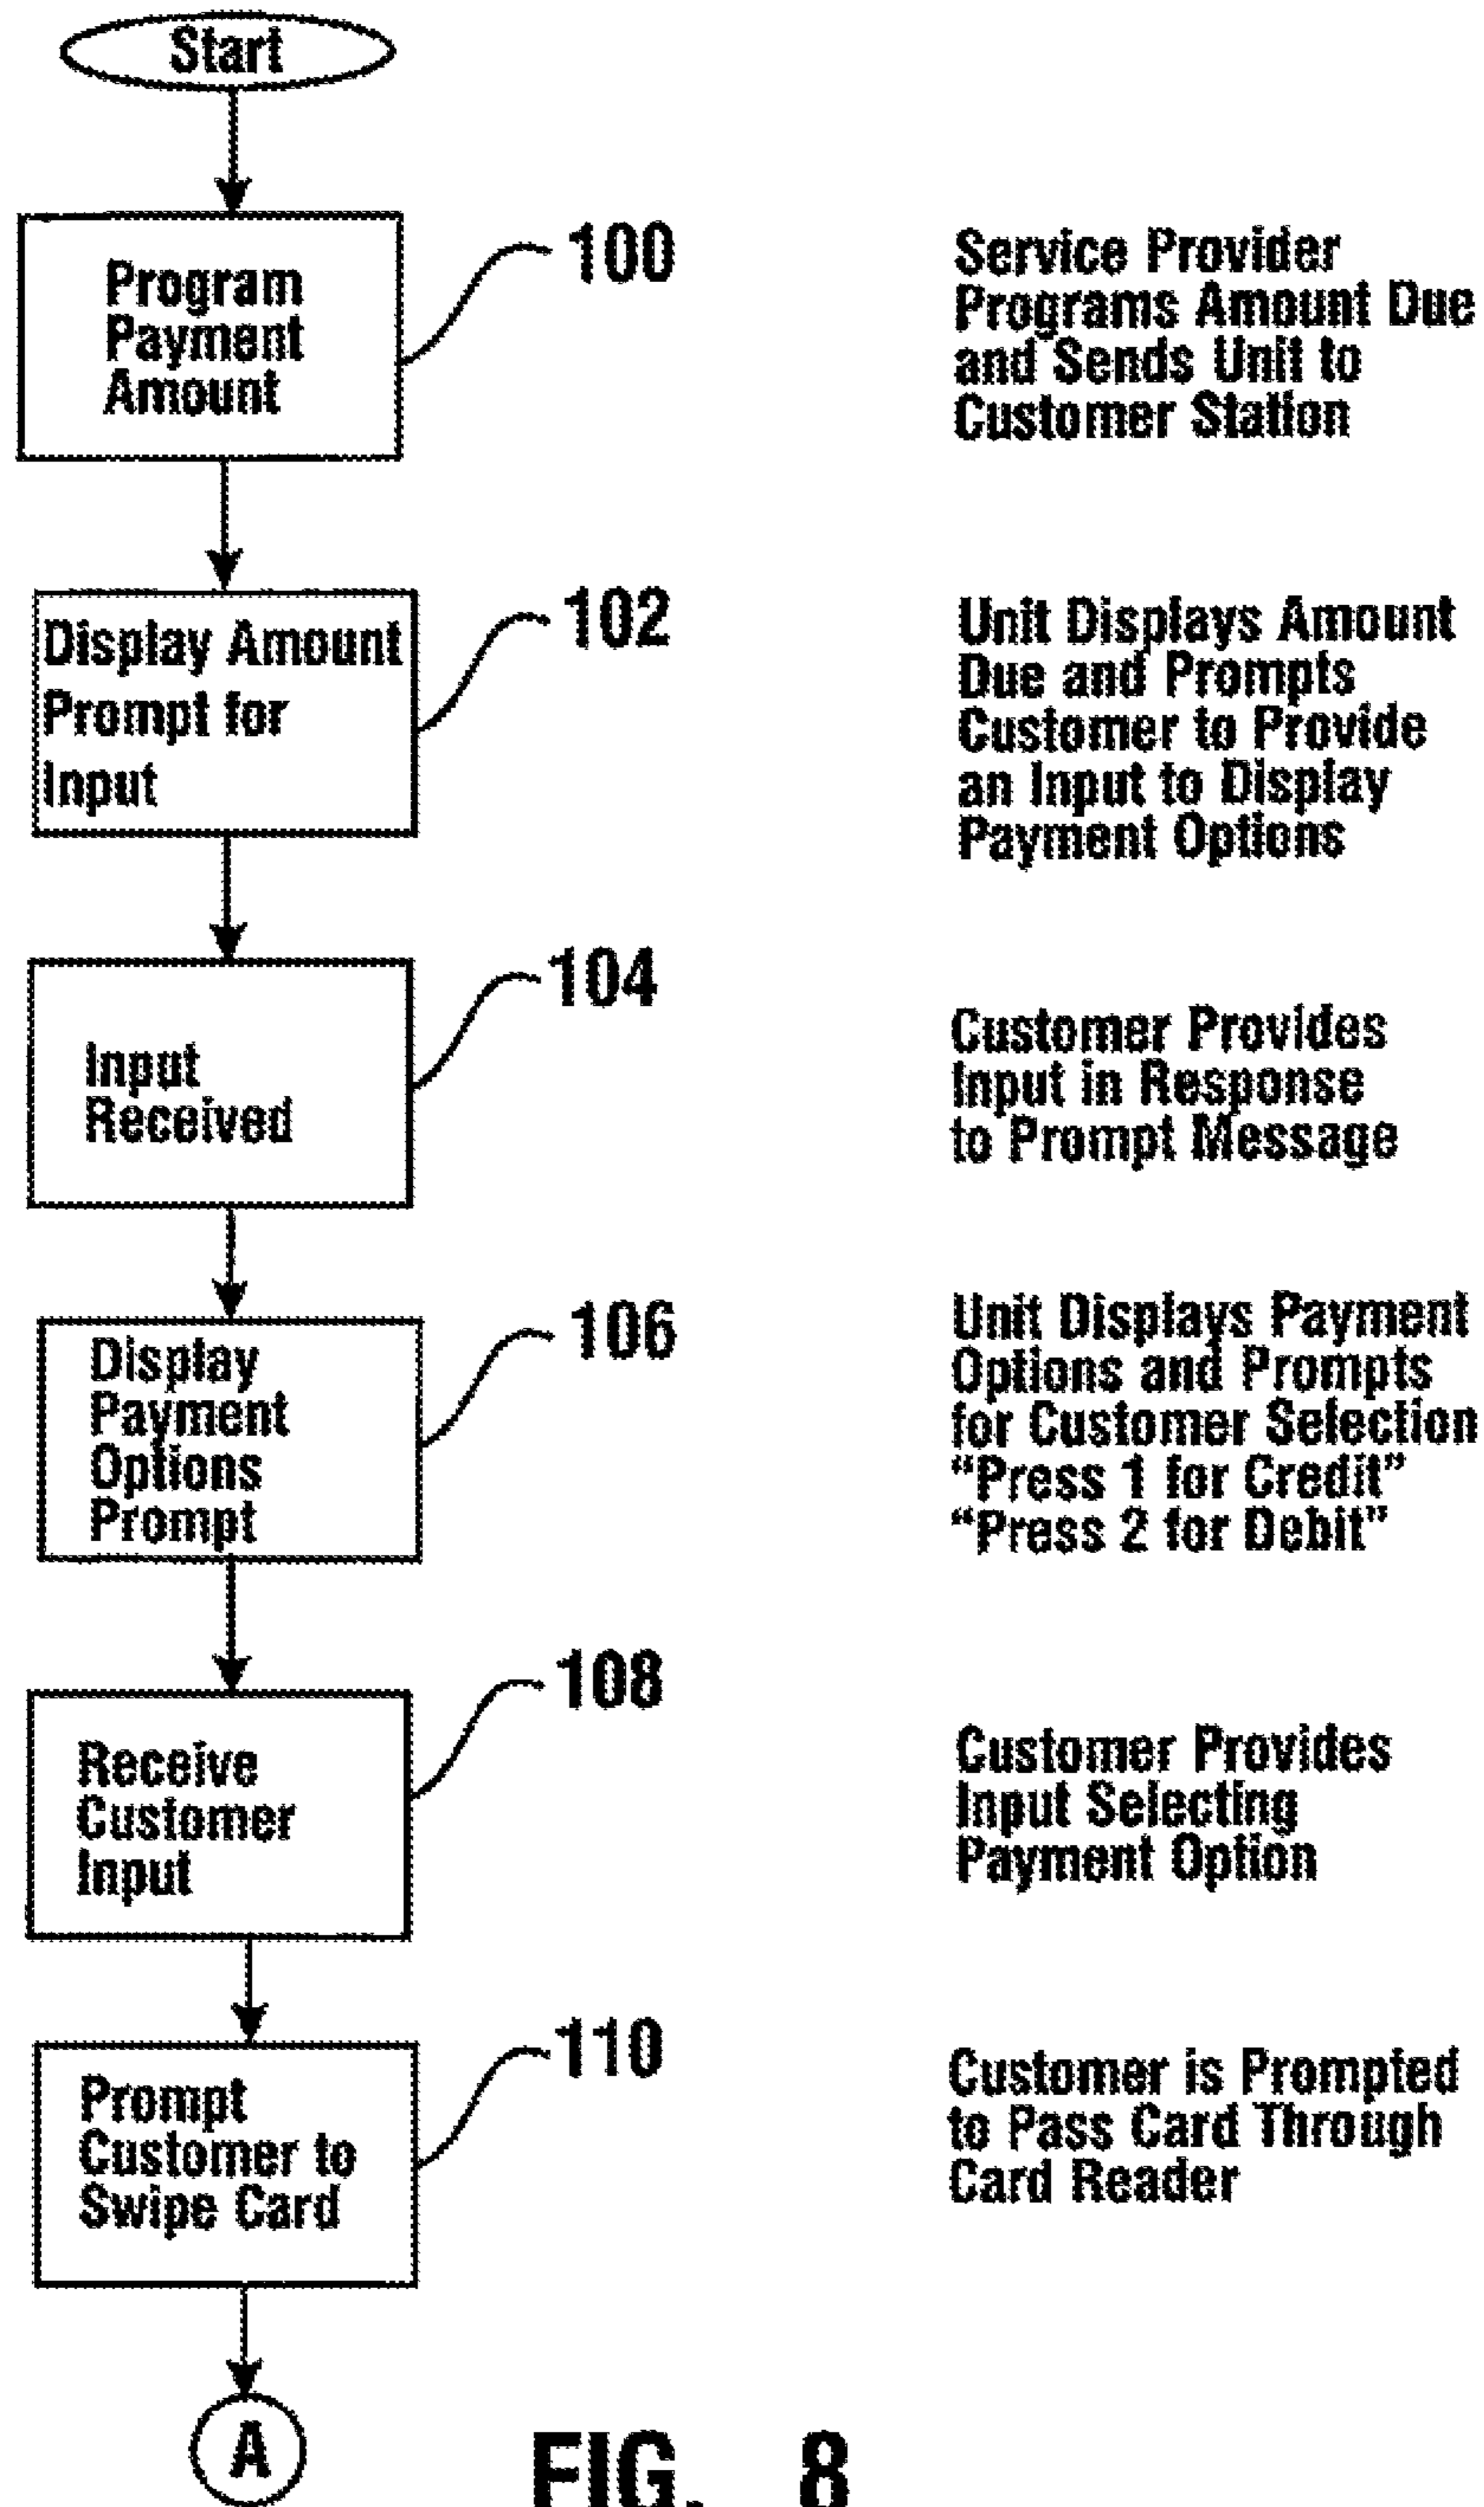 Start
Program
Payment
Amount
100
Service Provider
Programs Amount Due
and Sends Unit to
Customer Station
Display Amount
Prompt for
Input
102
Unit Displays Amount
Due and Prompts
Customer to Provide
an Input to Display
Payment Options
Input
Received
104
Customer Provides
Input in Response
to Prompt Message
Display
Payment
Options
Prompt
106
Unit Displays Payment
Options and Prompts
for Customer Selection
“Press 1 for Credit”
“Press 2 for Debit”
Receive
Customer
Input
108
Customer Provides
Input Selecting
Payment Option
Prompt
Customer to
Swipe Card
110
Customer is Prompted
to Pass Card Through
Card Reader
A
FIG. 8